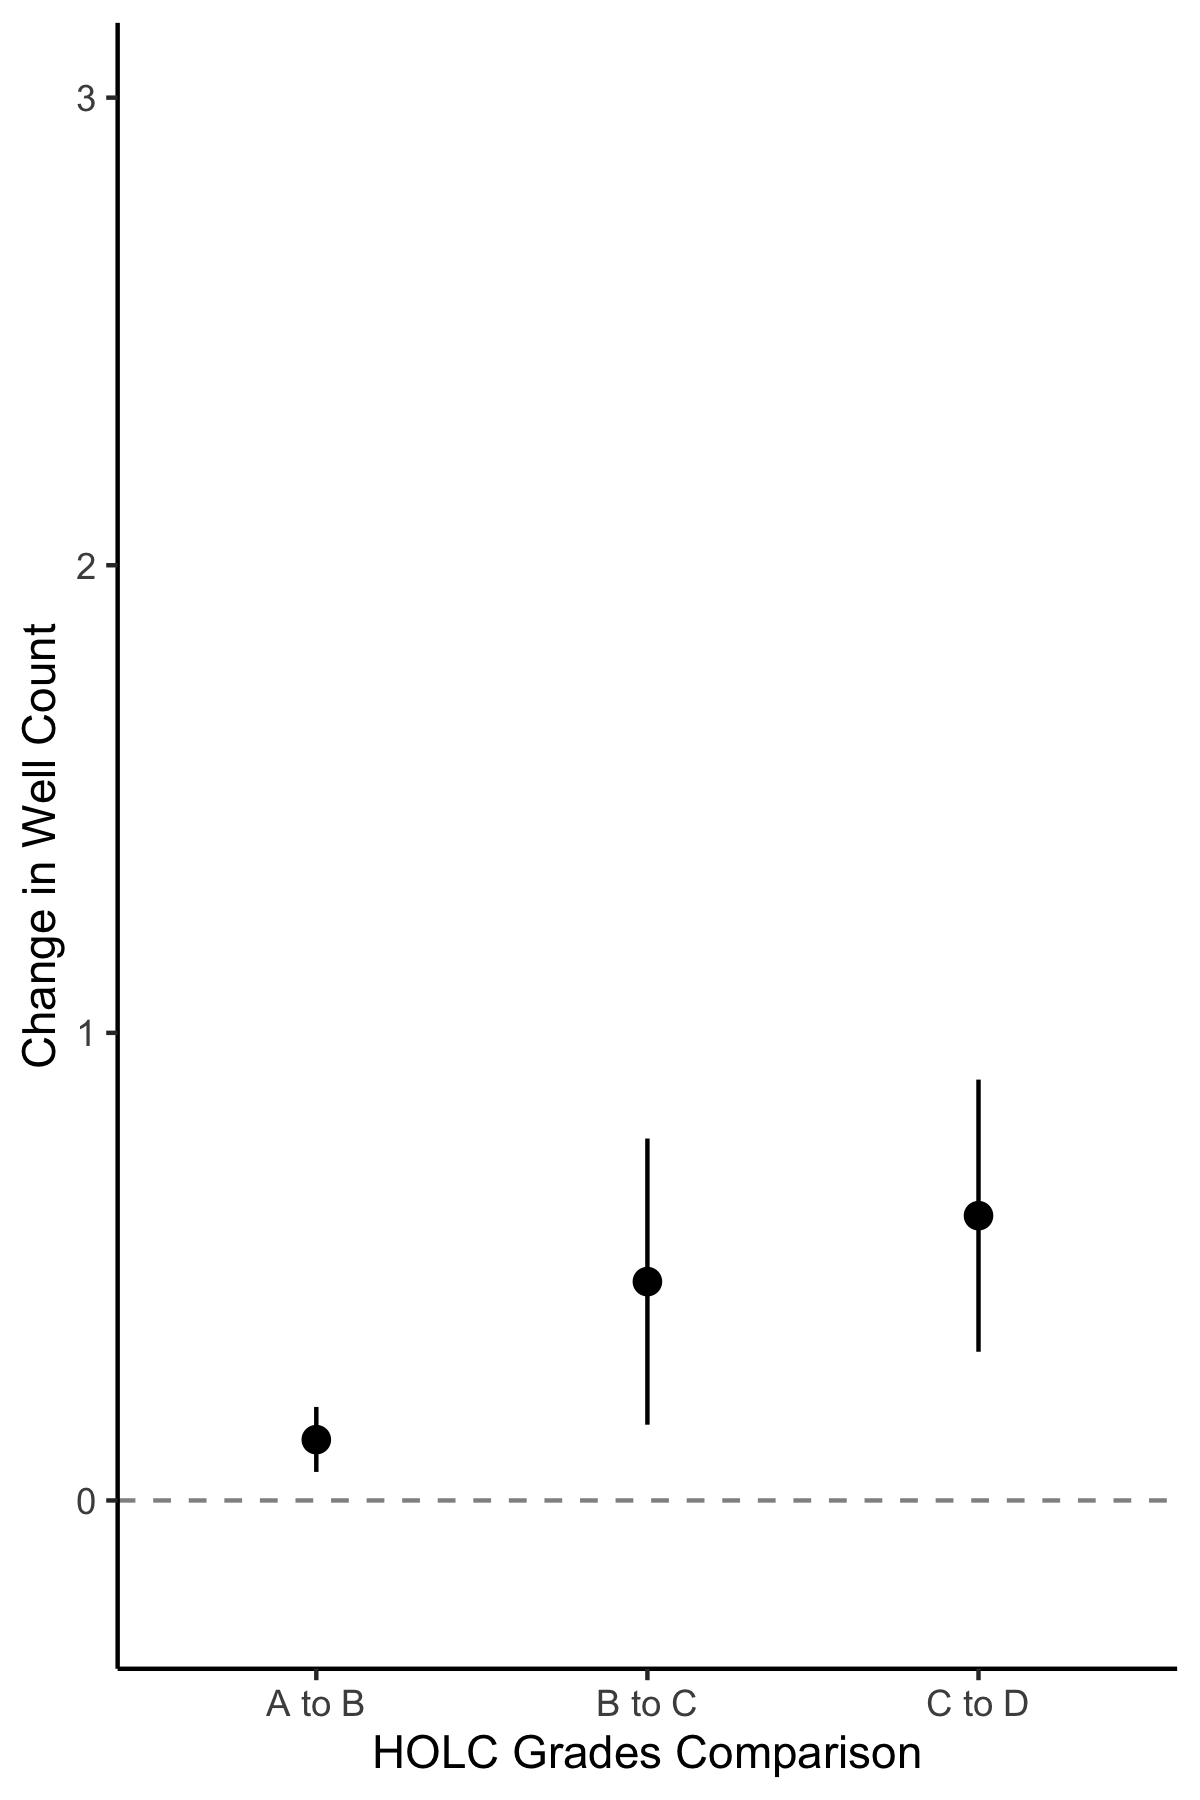 3
2
1
0
Change in Well Count
A to B
B to C
C to D
HOLC Grades Comparison